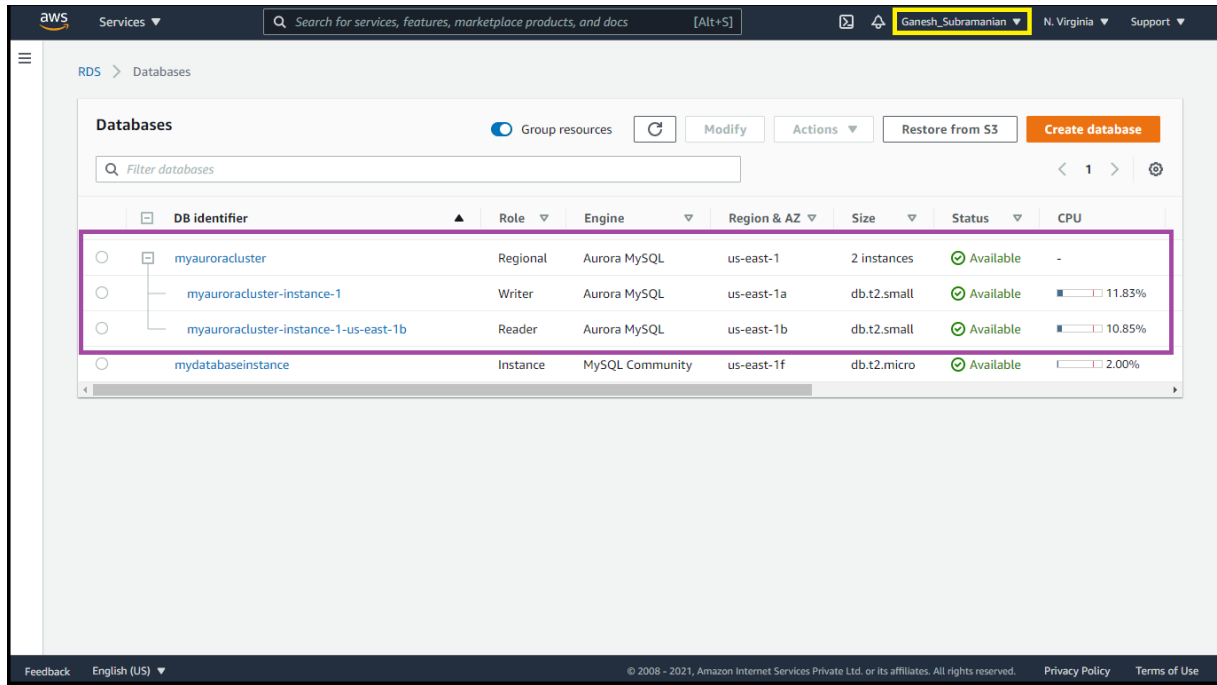 aws Services ▼ Search for services, features, marketplace products, and docs [Alt+S] Ganesh_Subramanian ▼ N. Virginia ▼ Support ▼
RDS > Databases
Databases Group resources Modify Actions ▼ Restore from S3 Create database
Filter databases < 1 >
DB identifier ▲ Role Engine Region & AZ Size Status CPU
myauroracluster Regional Aurora MySQL us-east-1 2 instances Available -
myauroracluster-instance-1 Writer Aurora MySQL us-east-1a db.t2.small Available 11.83%
myauroracluster-instance-1-us-east-1b Reader Aurora MySQL us-east-1b db.t2.small Available 10.85%
mydatabaseinstance Instance MySQL Community us-east-1f db.t2.micro Available 2.00%
Feedback English (US) ▼ © 2008 - 2021, Amazon Internet Services Private Ltd. or its affiliates. All rights reserved. Privacy Policy Terms of Use